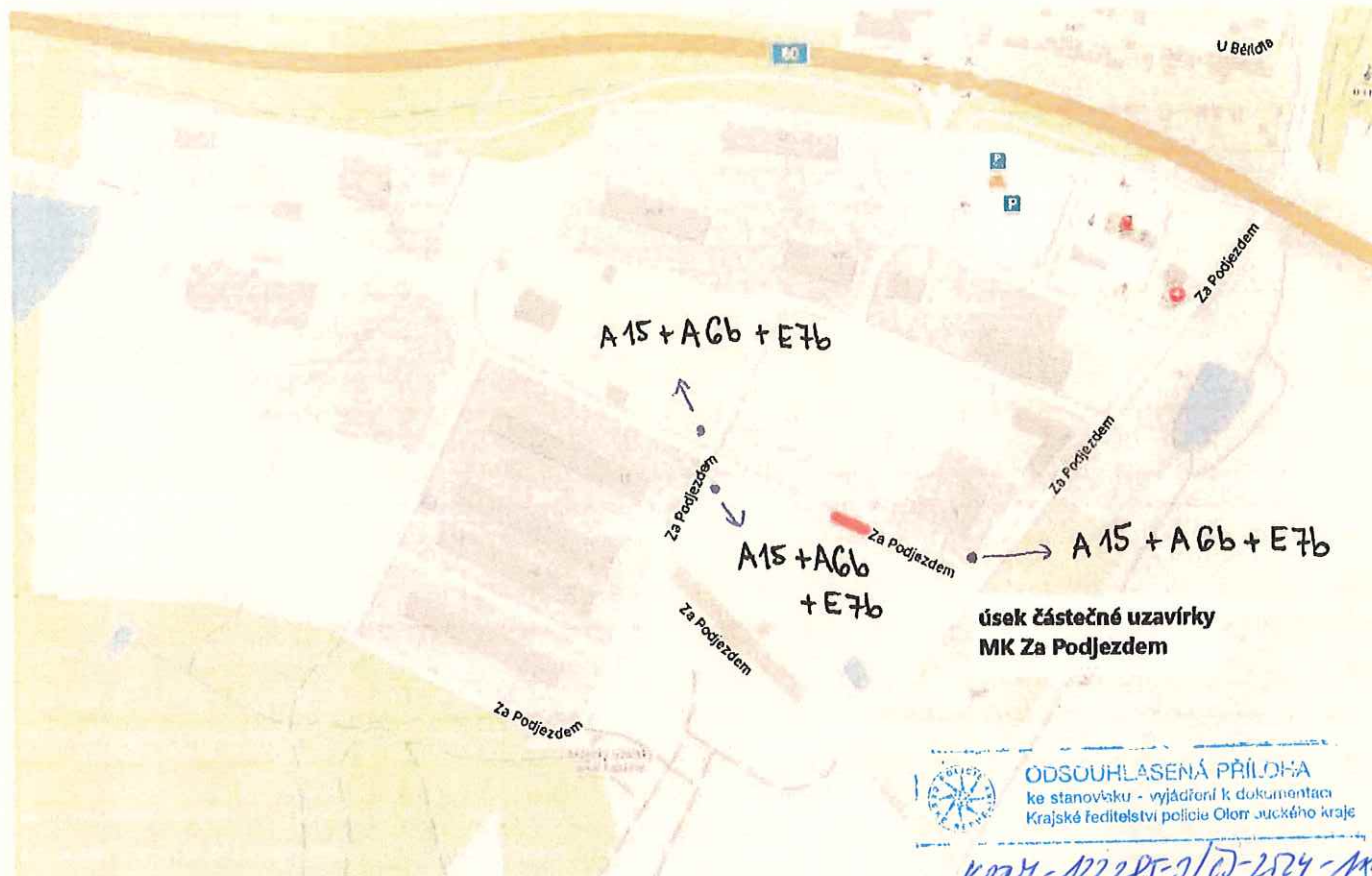 60
U Bělidla
P
P
Za Podjezdem
A15 + A6b + E7b
Za Podjezdem
Za Podjezdem
Za Podjezdem
A15 + A6b + E7b
A15 + A6b
+ E7b
úsek částečné uzavírky
MK Za Podjezdem
Za Podjezdem
Za Podjezdem
ODSOUHLASENÁ PŘÍLOHA
ke stanovisku - vyjádření k dokumentaci
Krajské ředitelství policie Olomouckého kraje